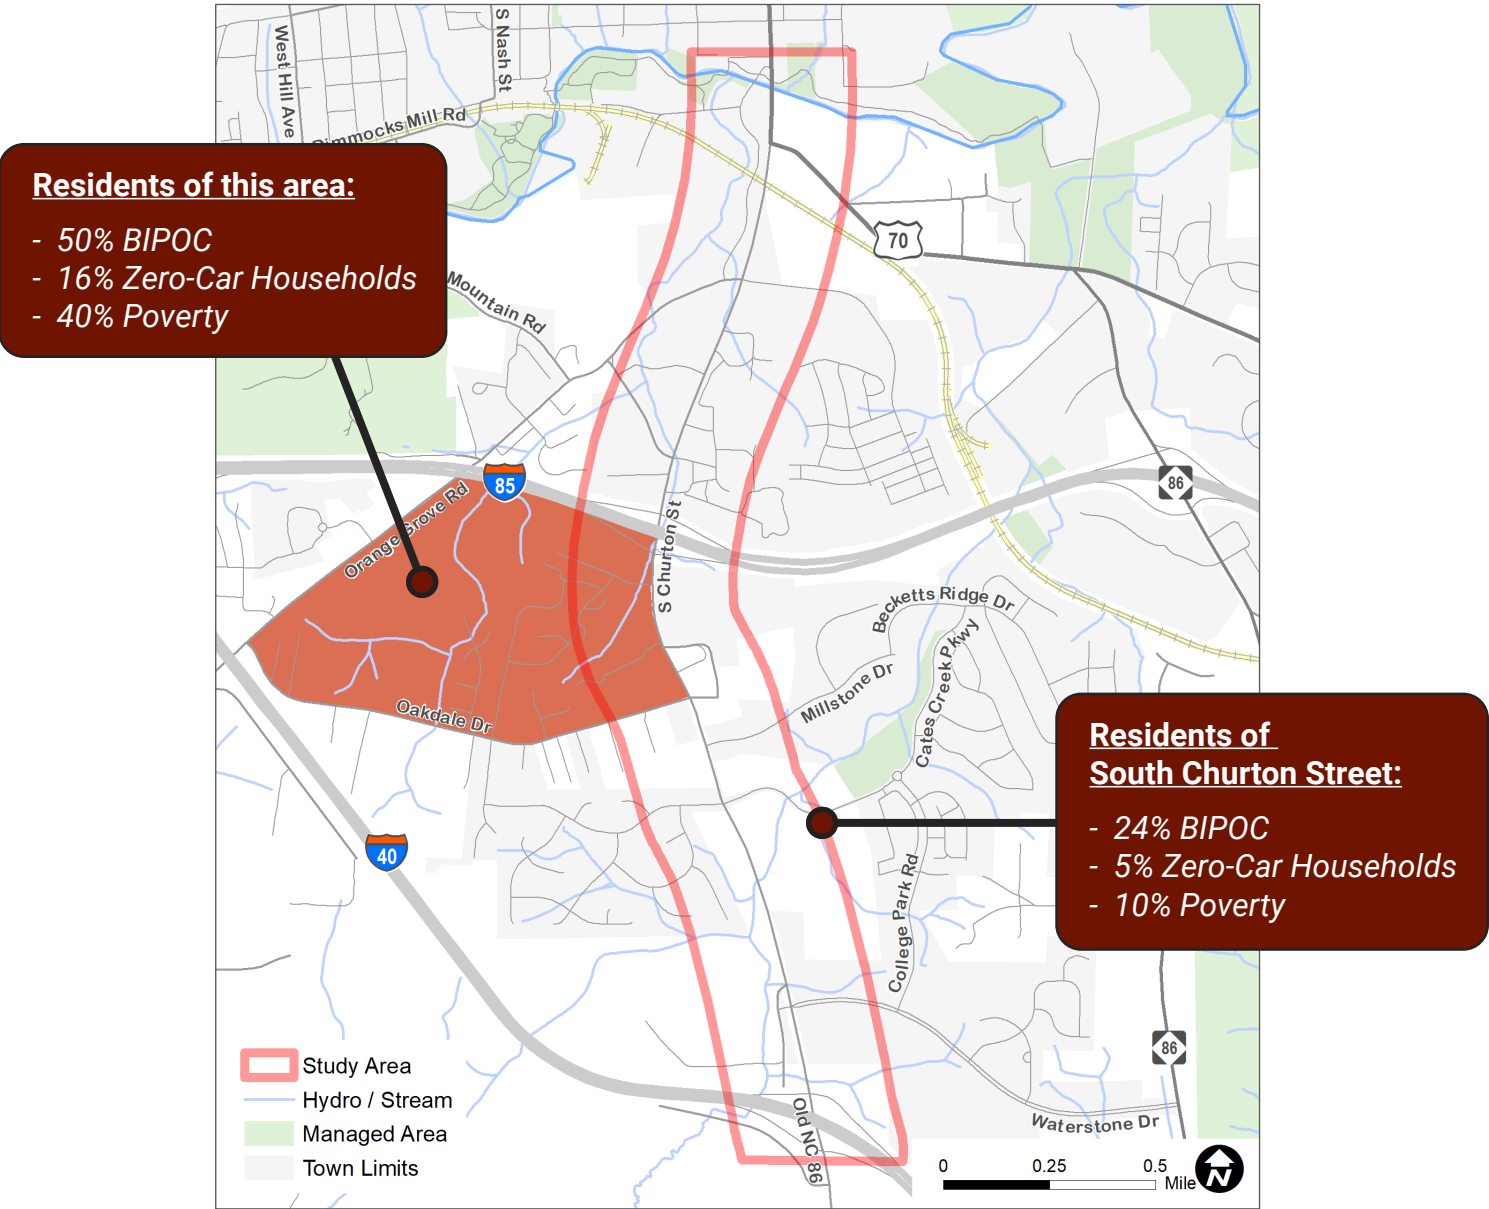 West Hill Ave
S Nash St
Dimmocks Mill Rd
Residents of this area:
- 50% BIPOC
- 16% Zero-Car Households
- 40% Poverty
70
Mountain Rd
85
86
Orange Grove Rd
S Churton St
Becketts Ridge Dr
Cates Creek Pkwy
Millstone Dr
Oakdale Dr
Residents of
South Churton Street:
- 24% BIPOC
- 5% Zero-Car Households
- 10% Poverty
40
College Park Rd
86
Study Area
Hydro / Stream
Managed Area
Town Limits
Old NC 86
Waterstone Dr
0 0.25 0.5
Mile
N